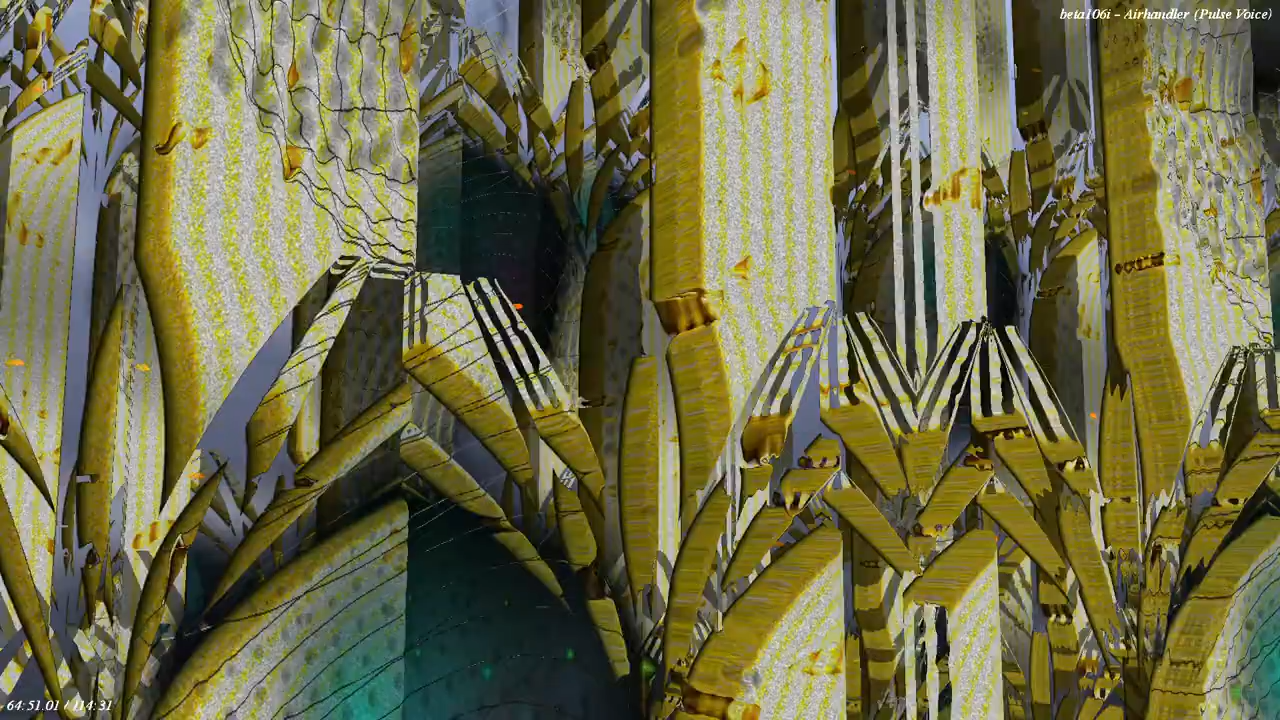 beta106i - Airhandler (Pulse Voice)
64:51.01 / 114:31